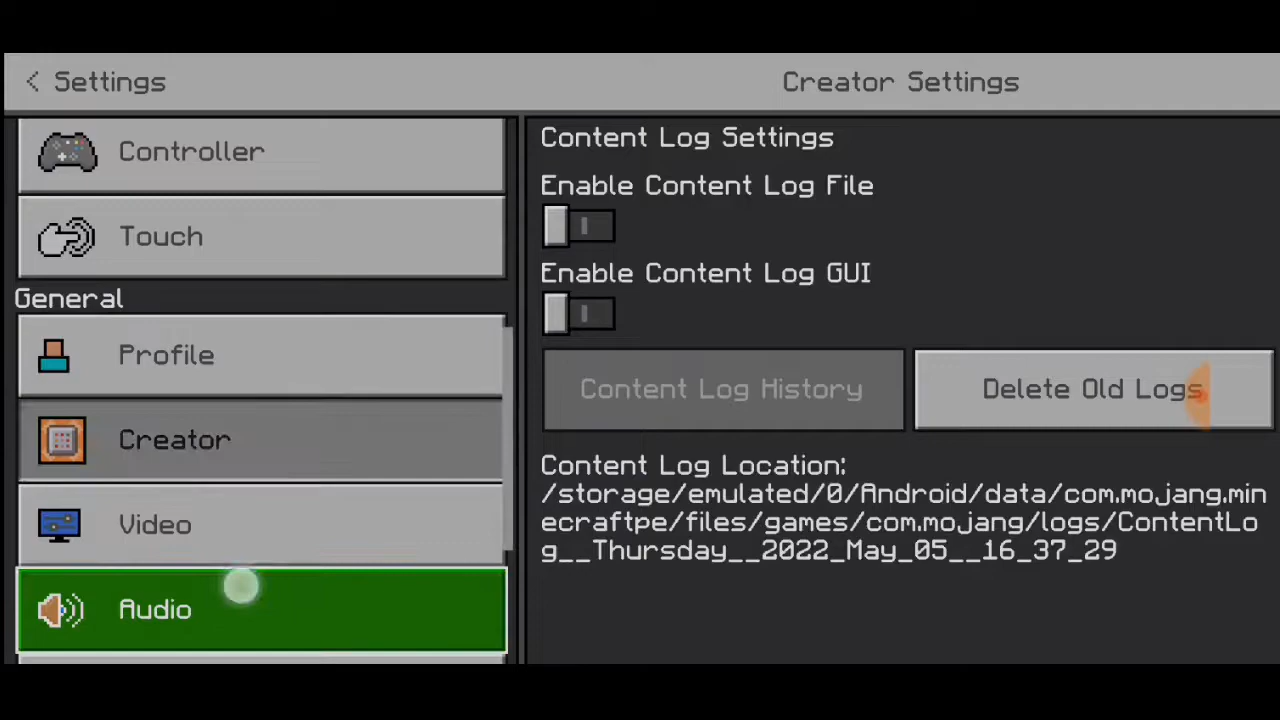 Settings
Creator Settings
Controller
Touch
General
Profile
Creator
Video
Audio
Content Log Settings
Enable Content Log File
Enable Content Log GUI
Content Log History
Delete Old Logs
Content Log Location:
/storage/emulated/0/Android/data/com.mojang.min
ecraftpe/files/games/com.mojang/logs/ContentLo
g__Thursday__2022_May_05__16_37_29